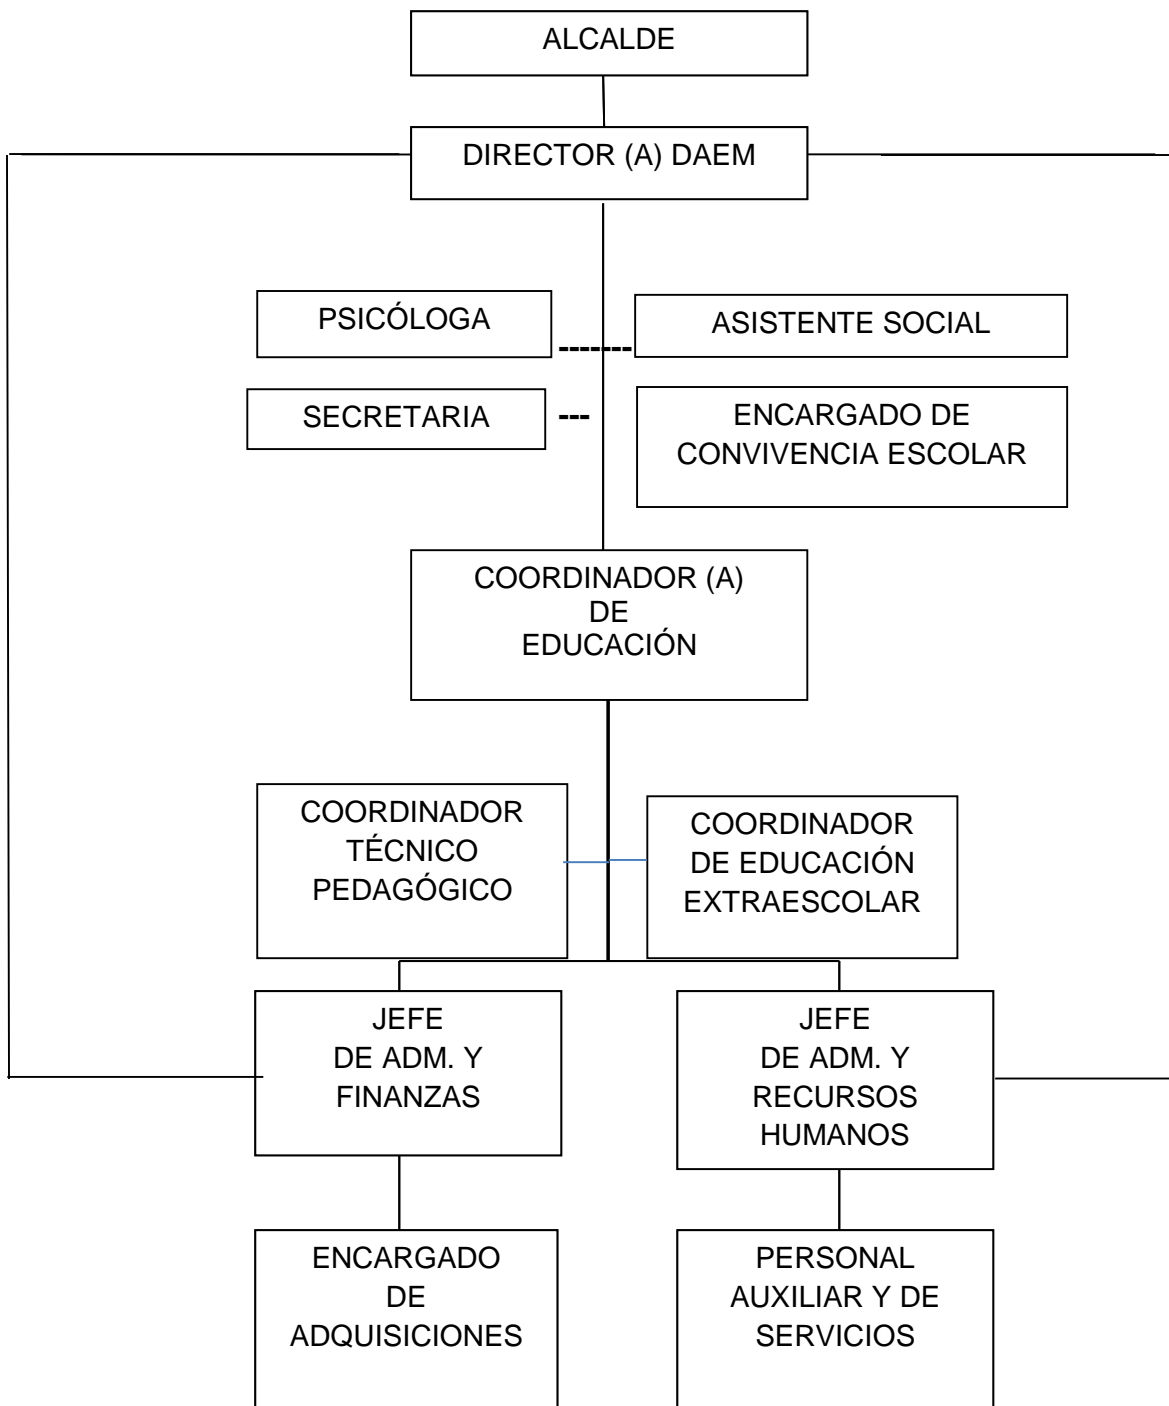 ALCALDE
DIRECTOR (A) DAEM
PSICÓLOGA
ASISTENTE SOCIAL
SECRETARIA
ENCARGADO DE
CONVIVENCIA ESCOLAR
COORDINADOR (A)
DE
EDUCACIÓN
COORDINADOR
TÉCNICO
PEDAGÓGICO
COORDINADOR
DE EDUCACIÓN
EXTRAESCOLAR
JEFE
DE ADM. Y
FINANZAS
JEFE
DE ADM. Y
RECURSOS
HUMANOS
ENCARGADO
DE
ADQUISICIONES
PERSONAL
AUXILIAR Y DE
SERVICIOS